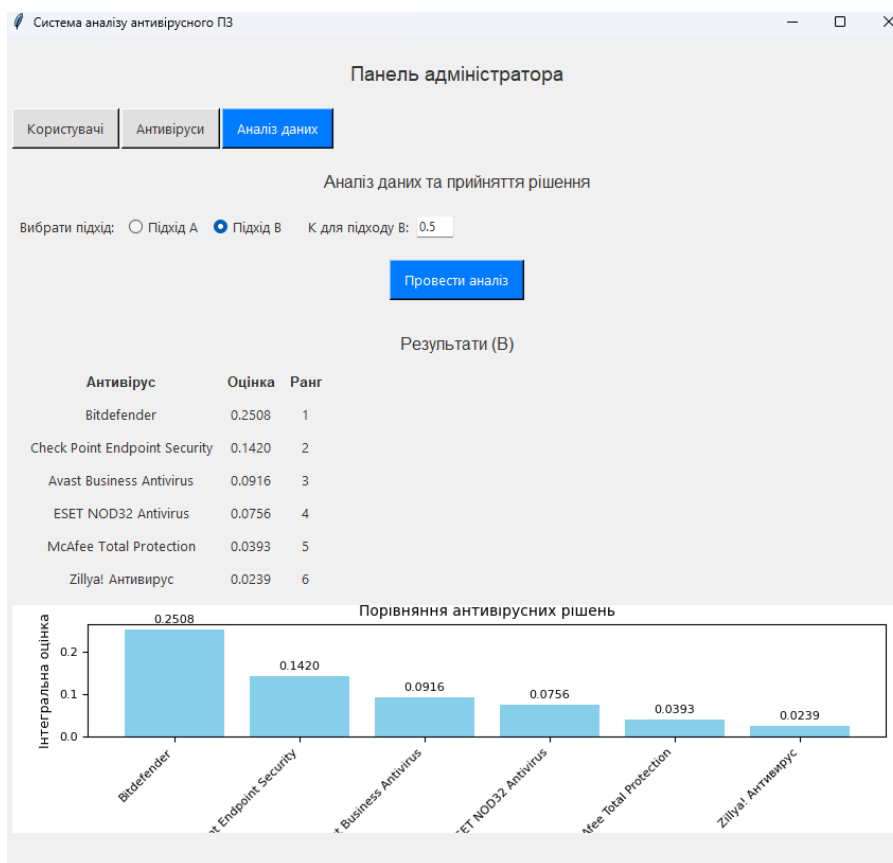 Система аналізу антивірусного ПЗ
Панель адміністратора
Користувачі Антивіруси Аналіз даних
Аналіз даних та прийняття рішення
Вибрати підхід: Підхід А Підхід В К для підходу В: 0.5
Провести аналіз
Результати (В)
Антивірус Оцінка Ранг
Bitdefender 0.2508 1
Check Point Endpoint Security 0.1420 2
Avast Business Antivirus 0.0916 3
ESET NOD32 Antivirus 0.0756 4
McAfee Total Protection 0.0393 5
Zillya! Антивирус 0.0239 6
Порівняння антивірусних рішень
Інтегральна оцінка
0.2
0.1
0.0
0.2508
0.1420
0.0916
0.0756
0.0393
0.0239
Bitdefender
nt Endpoint Security
t Business Antivirus
ET NOD32 Antivirus
Afee Total Protection
Zillya! Антивирус